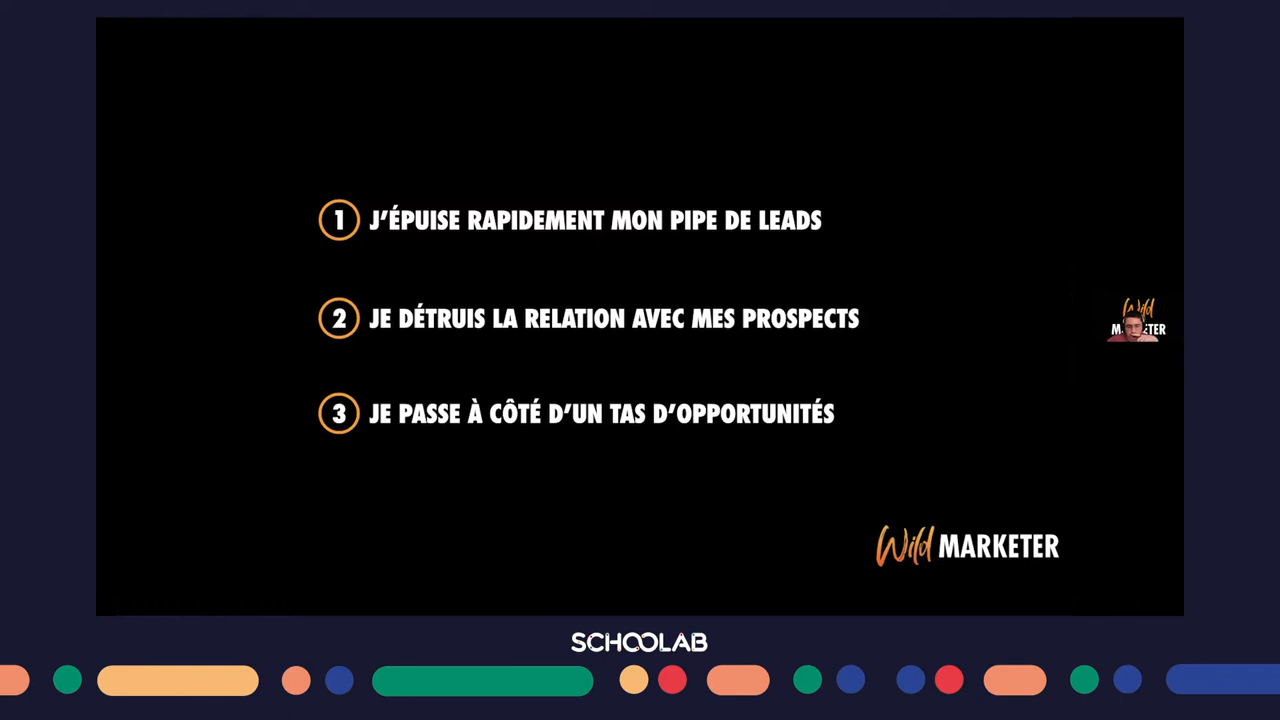 1 J'ÉPUISE RAPIDEMENT MON PIPE DE LEADS
2 JE DÉTRUIS LA RELATION AVEC MES PROSPECTS
3 JE PASSE À CÔTÉ D'UN TAS D'OPPORTUNITÉS
Wild
Wild MARKETER
SCHOOLAB